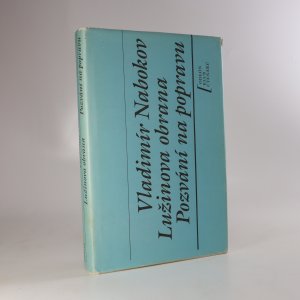 Vladimír Nabokov
Lužinova obrana
Pozvání na popravu
Lužinova obrana
Pozvání na popravu